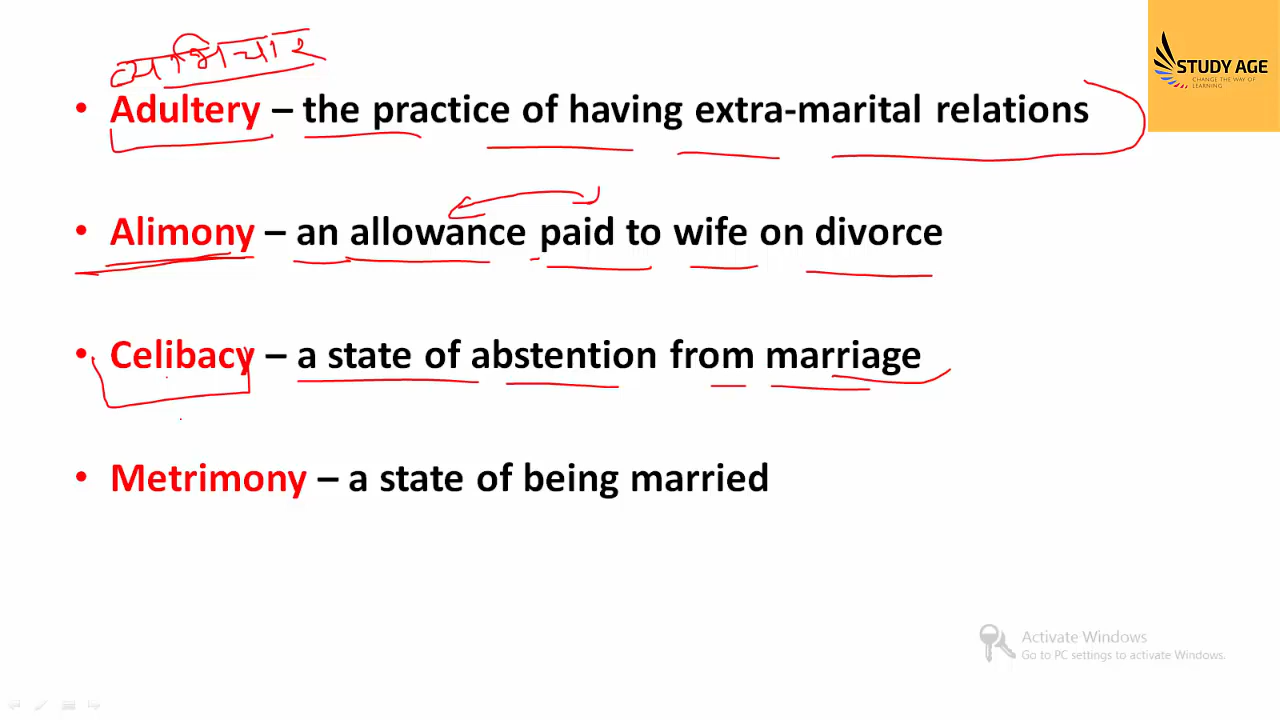 व्यभिचार
• Adultery – the practice of having extra-marital relations
STUDY AGE
CHANGE THE WAY OF
LEARNING
• Alimony – an allowance paid to wife on divorce
• Celibacy – a state of abstention from marriage
• Metrimony – a state of being married
Activate Windows
Go to PC settings to activate Windows.